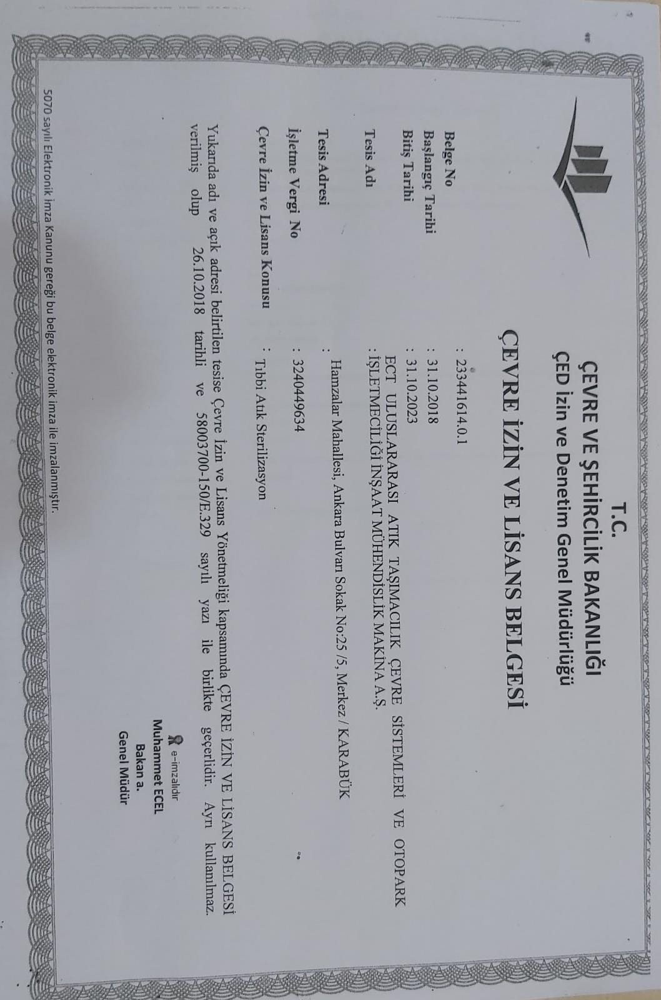 T.C.
ÇEVRE VE ŞEHİRCİLİK BAKANLIĞI
ÇED İzin ve Denetim Genel Müdürlüğü
ÇEVRE İZİN VE LİSANS BELGESİ
Belge No : 233441614.0.1
Başlangıç Tarihi : 31.10.2018
Bitiş Tarihi : 31.10.2023
ECT ULUSLARARASI ATIK TAŞIMACILIK ÇEVRE SİSTEMLERİ VE OTOPARK
Tesis Adı : İŞLETMECİLİĞİ İNŞAAT MÜHENDİSLİK MAKİNA A.Ş.
Tesis Adresi : Hamzalar Mahallesi, Ankara Bulvarı Sokak No:25 /5, Merkez / KARABÜK
İşletme Vergi No : 3240449634
Çevre İzin ve Lisans Konusu : Tıbbi Atık Sterilizasyon
Yukarıda adı ve açık adresi belirtilen tesise Çevre İzin ve Lisans Yönetmeliği kapsamında ÇEVRE İZİN VE LİSANS BELGESİ
verilmiş olup 26.10.2018 tarihli ve 58003700-150/E.329 sayılı yazı ile birlikte geçerlidir. Ayrı kullanılmaz.
e-imzalıdır
Muhammet ECEL
Bakan a.
Genel Müdür
5070 sayılı Elektronik İmza Kanunu gereği bu belge elektronik imza ile imzalanmıştır.